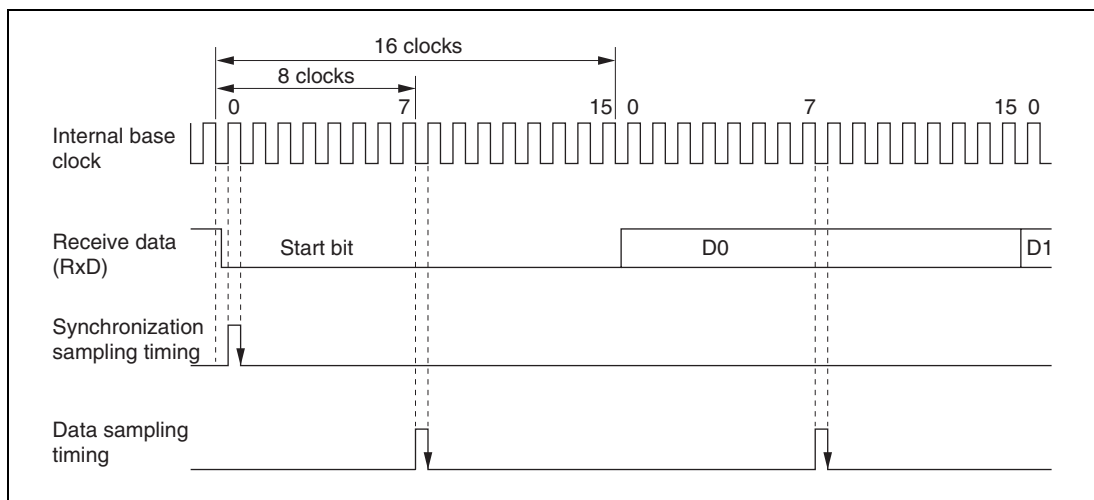 16 clocks
8 clocks
0 7 15 0 7 15 0
Internal base
clock
Receive data
(RxD)
Start bit D0 D1
Synchronization
sampling timing
Data sampling
timing